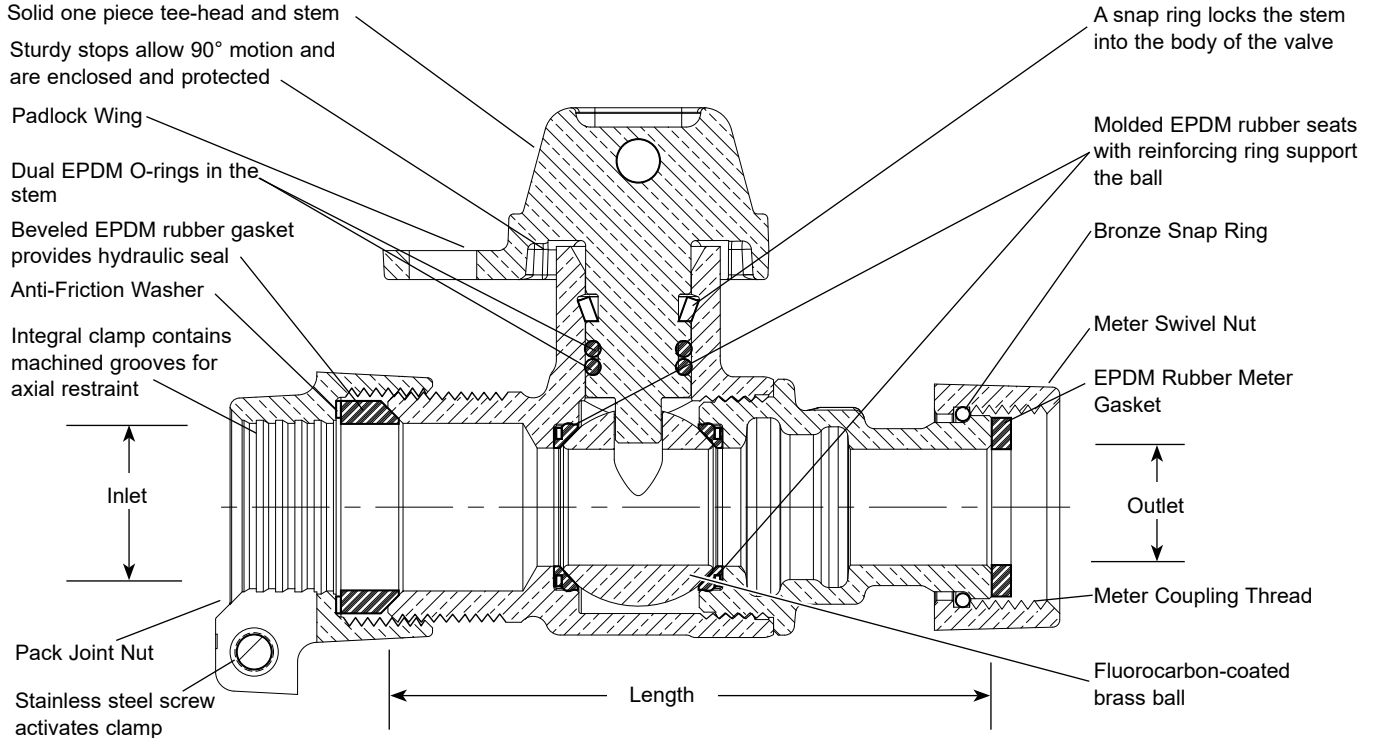 Solid one piece tee-head and stem
Sturdy stops allow 90° motion and
are enclosed and protected
Padlock Wing
Dual EPDM O-rings in the
stem
Beveled EPDM rubber gasket
provides hydraulic seal
Anti-Friction Washer
Integral clamp contains
machined grooves for
axial restraint
Inlet
Pack Joint Nut
Stainless steel screw
activates clamp
Length
A snap ring locks the stem
into the body of the valve
Molded EPDM rubber seats
with reinforcing ring support
the ball
Bronze Snap Ring
Meter Swivel Nut
EPDM Rubber Meter
Gasket
Outlet
Meter Coupling Thread
Fluorocarbon-coated
brass ball